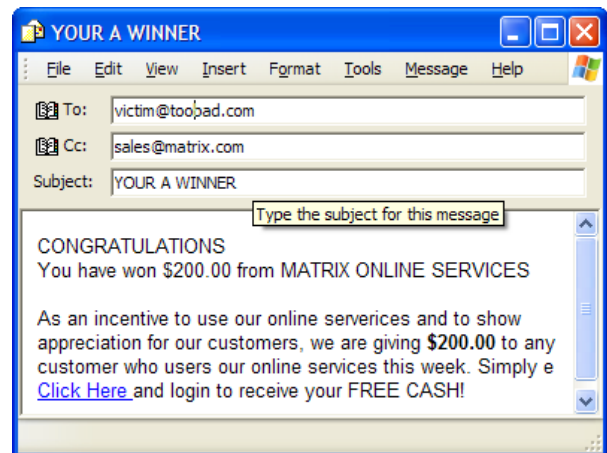 YOUR A WINNER
File Edit View Insert Format Tools Message Help
To: victim@toobad.com
Cc: sales@matrix.com
Subject: YOUR A WINNER
Type the subject for this message
CONGRATULATIONS
You have won $200.00 from MATRIX ONLINE SERVICES
As an incentive to use our online serverices and to show
appreciation for our customers, we are giving $200.00 to any
customer who users our online services this week. Simply e
Click Here and login to receive your FREE CASH!